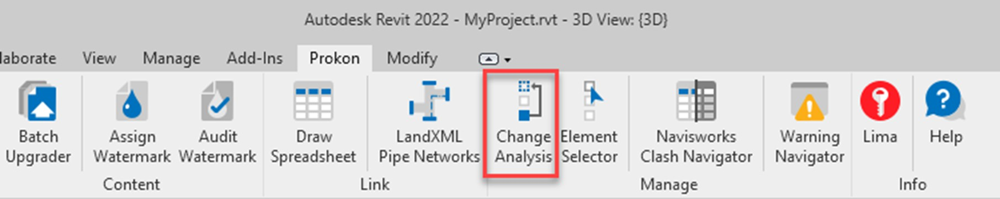 Autodesk Revit 2022 - MyProject.rvt - 3D View: {3D}
laborate View Manage Add-Ins Prokon Modify
Batch Upgrader
Assign Watermark
Audit Watermark
Draw Spreadsheet
LandXML Pipe Networks
Change Analysis
Element Selector
Navisworks Clash Navigator
Warning Navigator
Lima
Help
Content Link Manage Info